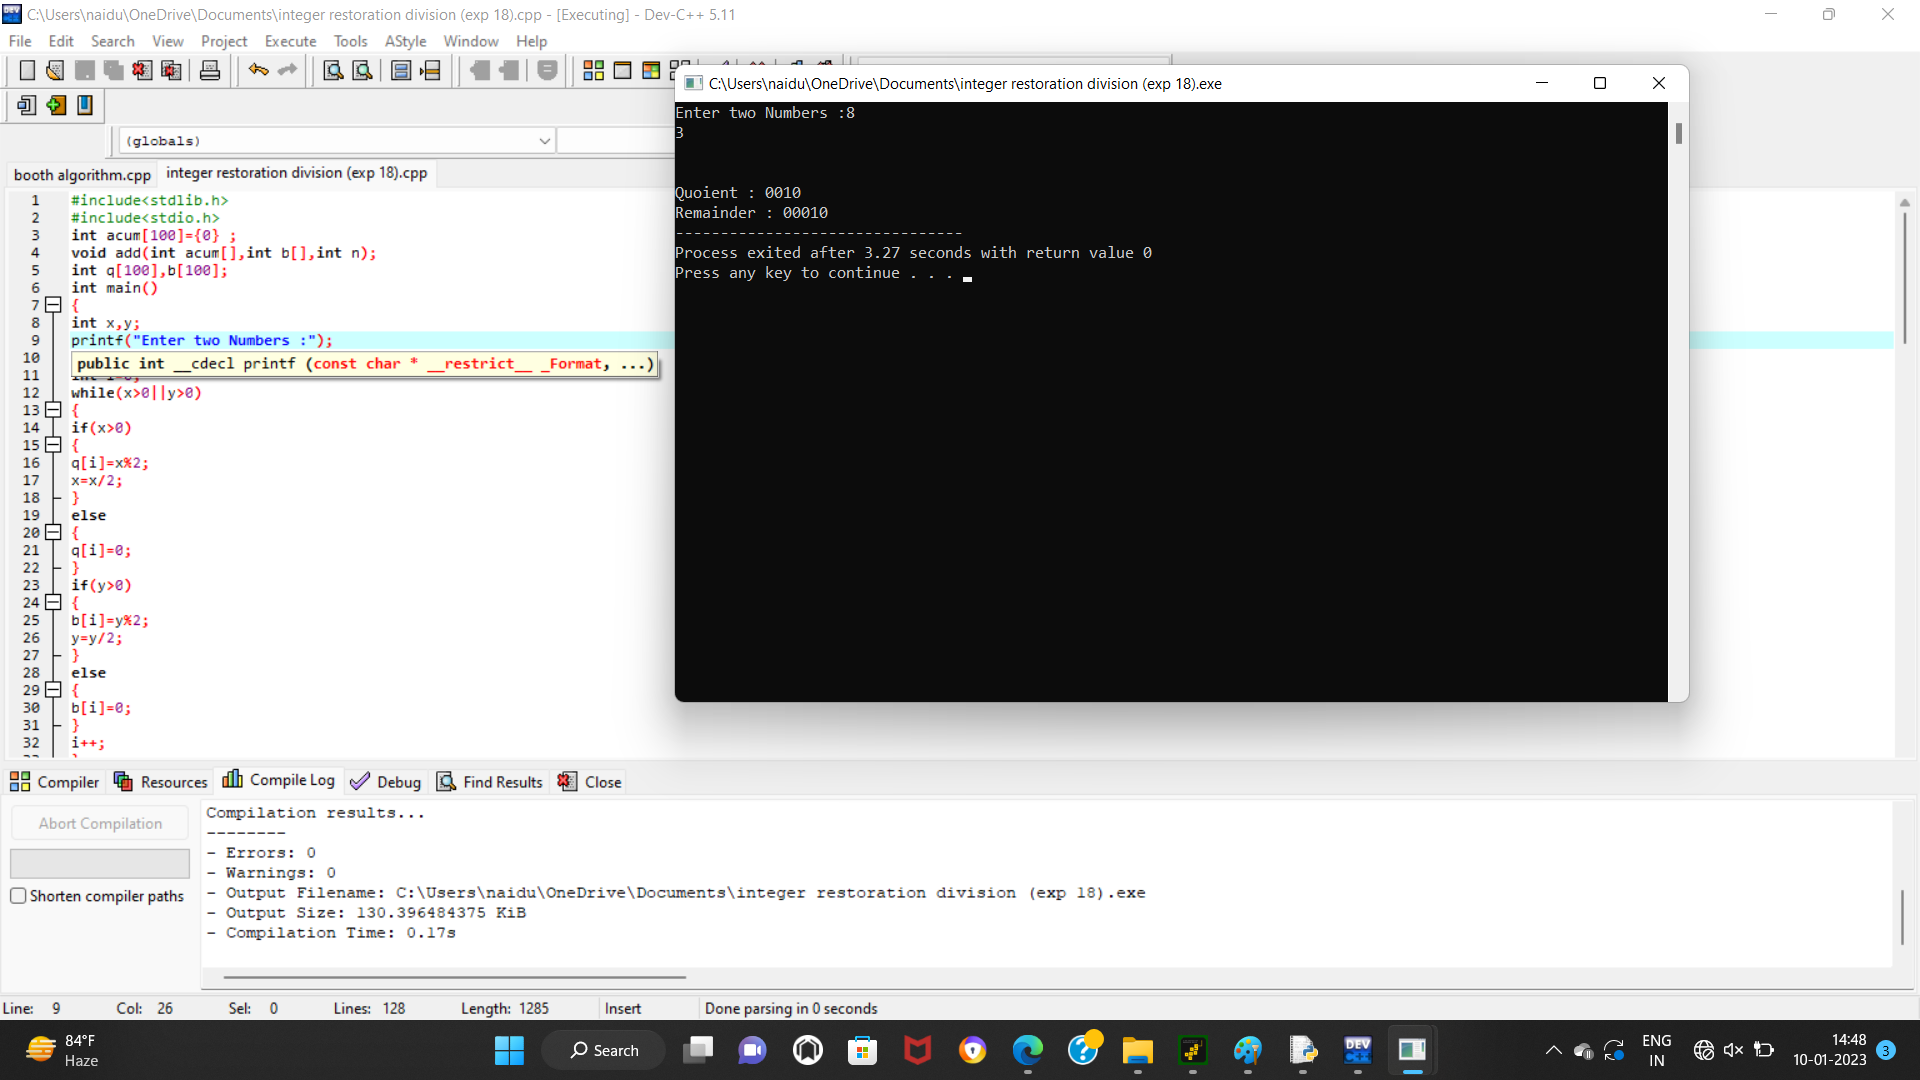 C:\Users\naidu\OneDrive\Documents\integer restoration division (exp 18).cpp - [Executing] - Dev-C++ 5.11
File Edit Search View Project Execute Tools AStyle Window Help
(globals)
booth algorithm.cpp integer restoration division (exp 18).cpp
1 #include<stdlib.h>
2 #include<stdio.h>
3 int acum[100]={0} ;
4 void add(int acum[],int b[],int n);
5 int q[100],b[100];
6 int main()
7 {
8 int x,y;
9 printf("Enter two Numbers :");
10
public int __cdecl printf (const char * __restrict__ _Format, ...)
11 int i=0;
12 while(x>0||y>0)
13 {
14 if(x>0)
15 {
16 q[i]=x%2;
17 x=x/2;
18 }
19 else
20 {
21 q[i]=0;
22 }
23 if(y>0)
24 {
25 b[i]=y%2;
26 y=y/2;
27 }
28 else
29 {
30 b[i]=0;
31 }
32 i++;
C:\Users\naidu\OneDrive\Documents\integer restoration division (exp 18).exe
Enter two Numbers :8
3
Quoient : 0010
Remainder : 00010
--------------------------------
Process exited after 3.27 seconds with return value 0
Press any key to continue . . .
Compiler Resources Compile Log Debug Find Results Close
Abort Compilation
Shorten compiler paths
Compilation results...
--------
- Errors: 0
- Warnings: 0
- Output Filename: C:\Users\naidu\OneDrive\Documents\integer restoration division (exp 18).exe
- Output Size: 130.396484375 KiB
- Compilation Time: 0.17s
Line: 9 Col: 26 Sel: 0 Lines: 128 Length: 1285 Insert Done parsing in 0 seconds
84°F
Haze
Search
DEV
C++
ENG
IN
14:48
10-01-2023
3